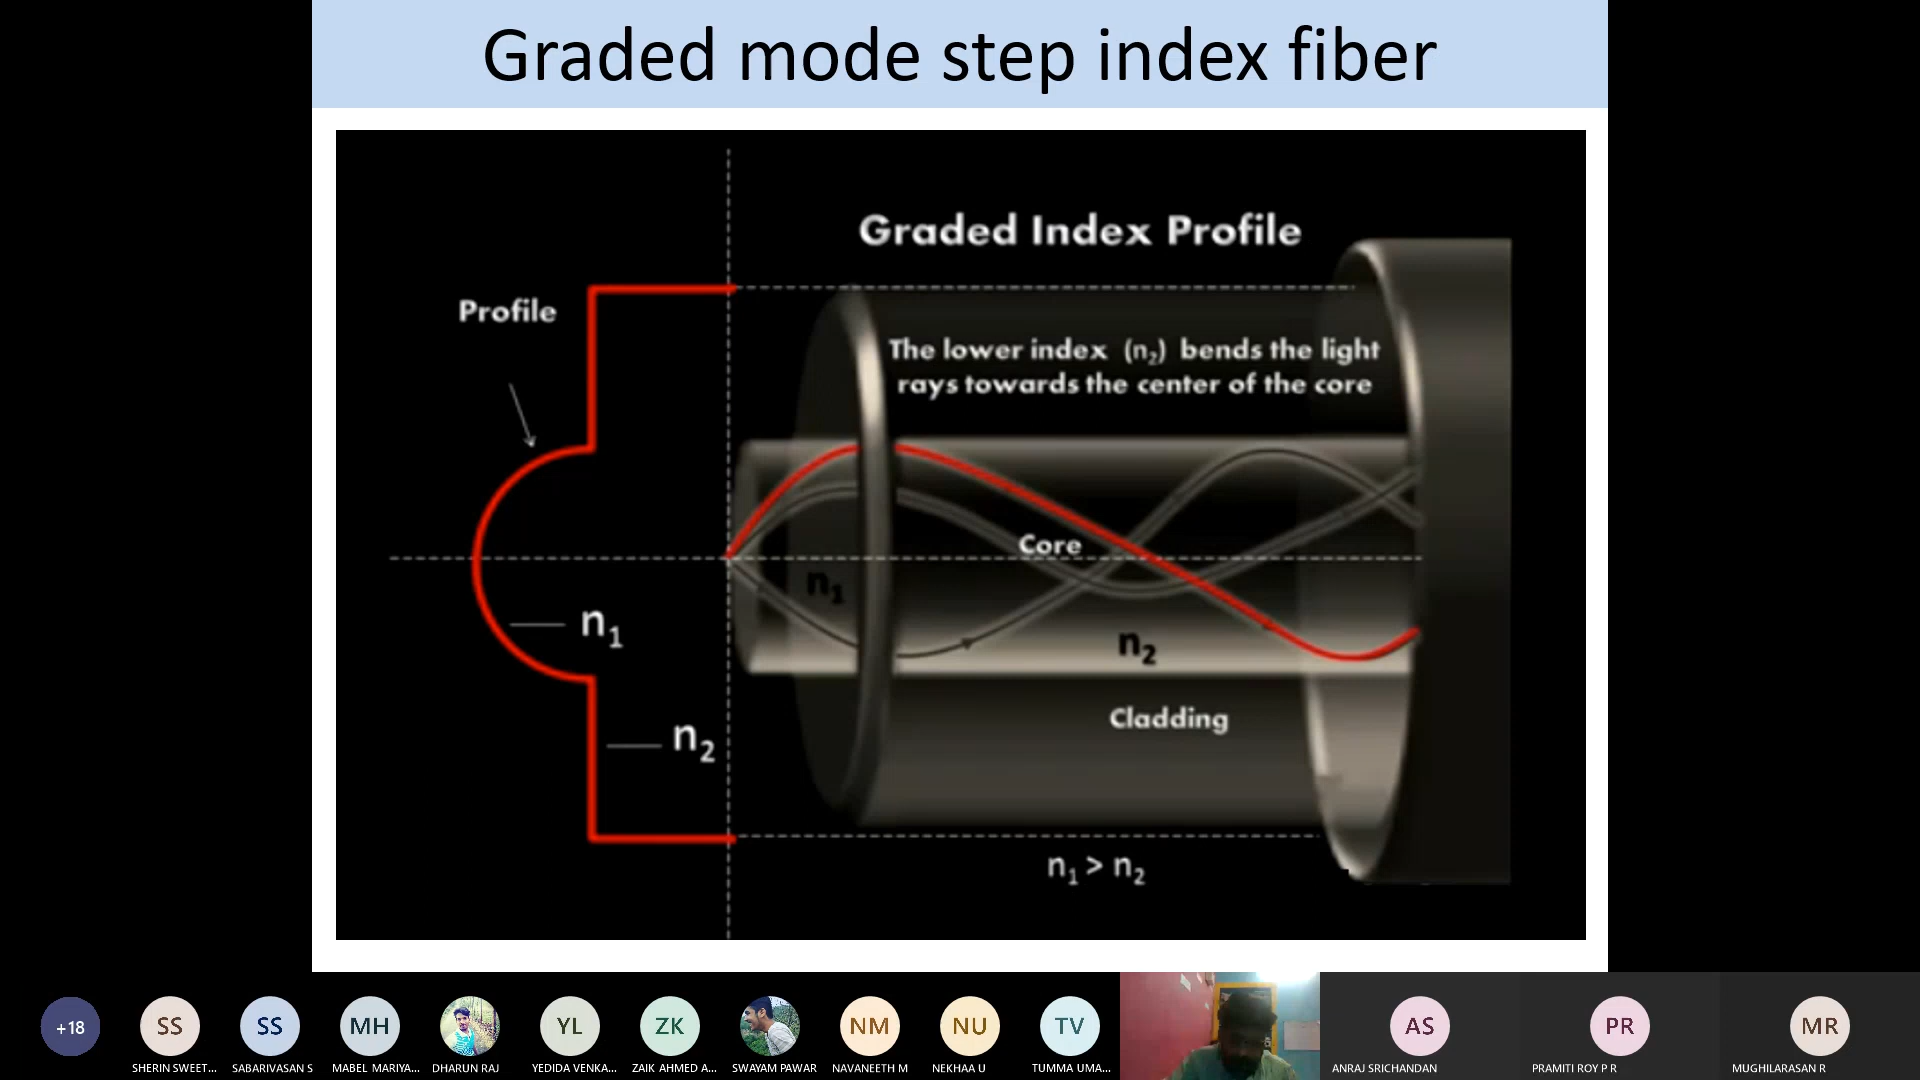 Graded mode step index fiber
Graded Index Profile
Profile
The lower index (n₂) bends the light
rays towards the center of the core
Core
n₁
n₁
n₂
n₂
Cladding
n₁ > n₂
+18
SS
SS
MH
YL
ZK
NM
NU
TV
AS
PR
MR
SHERIN SWEET...
SABARIVASAN S
MABEL MARIYA...
DHARUN RAJ
YEDIDA VENKA...
ZAIK AHMED A...
SWAYAM PAWAR
NAVANEETH M
NEKHAA U
TUMMA UMA...
ANRAJ SRICHANDAN
PRAMITI ROY P R
MUGHILARASAN R